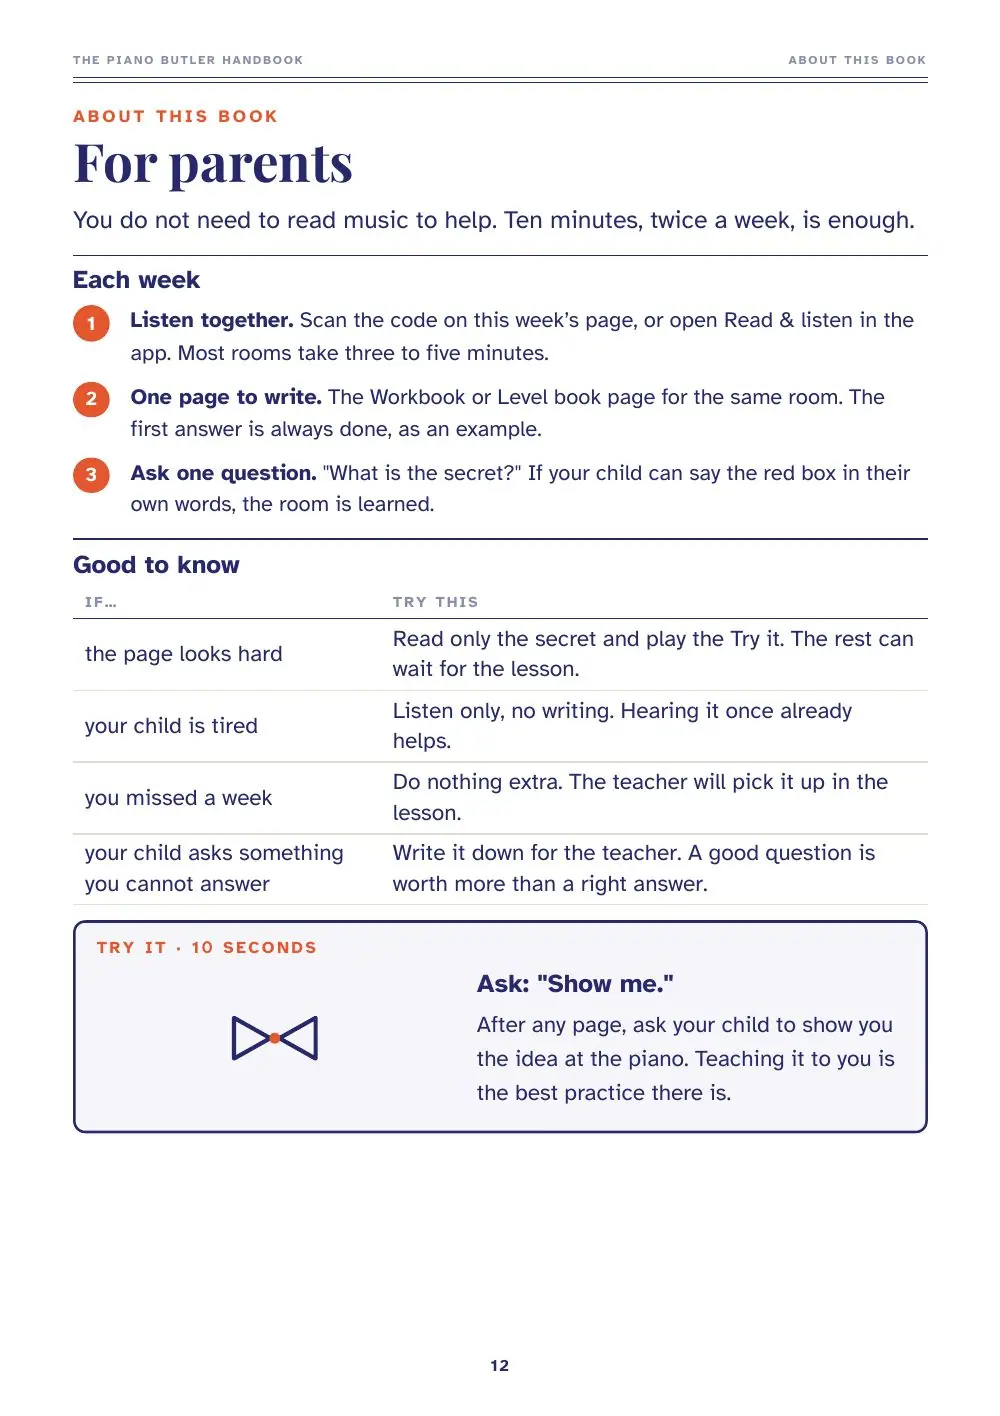 THE PIANO BUTLER HANDBOOK
ABOUT THIS BOOK
ABOUT THIS BOOK
For parents
You do not need to read music to help. Ten minutes, twice a week, is enough.
Each week
1
Listen together. Scan the code on this week’s page, or open Read & listen in the
app. Most rooms take three to five minutes.
2
One page to write. The Workbook or Level book page for the same room. The
first answer is always done, as an example.
3
Ask one question. "What is the secret?" If your child can say the red box in their
own words, the room is learned.
Good to know
IF…
TRY THIS
the page looks hard
Read only the secret and play the Try it. The rest can
wait for the lesson.
your child is tired
Listen only, no writing. Hearing it once already
helps.
you missed a week
Do nothing extra. The teacher will pick it up in the
lesson.
your child asks something
you cannot answer
Write it down for the teacher. A good question is
worth more than a right answer.
TRY IT · 10 SECONDS
Ask: "Show me."
After any page, ask your child to show you
the idea at the piano. Teaching it to you is
the best practice there is.
12